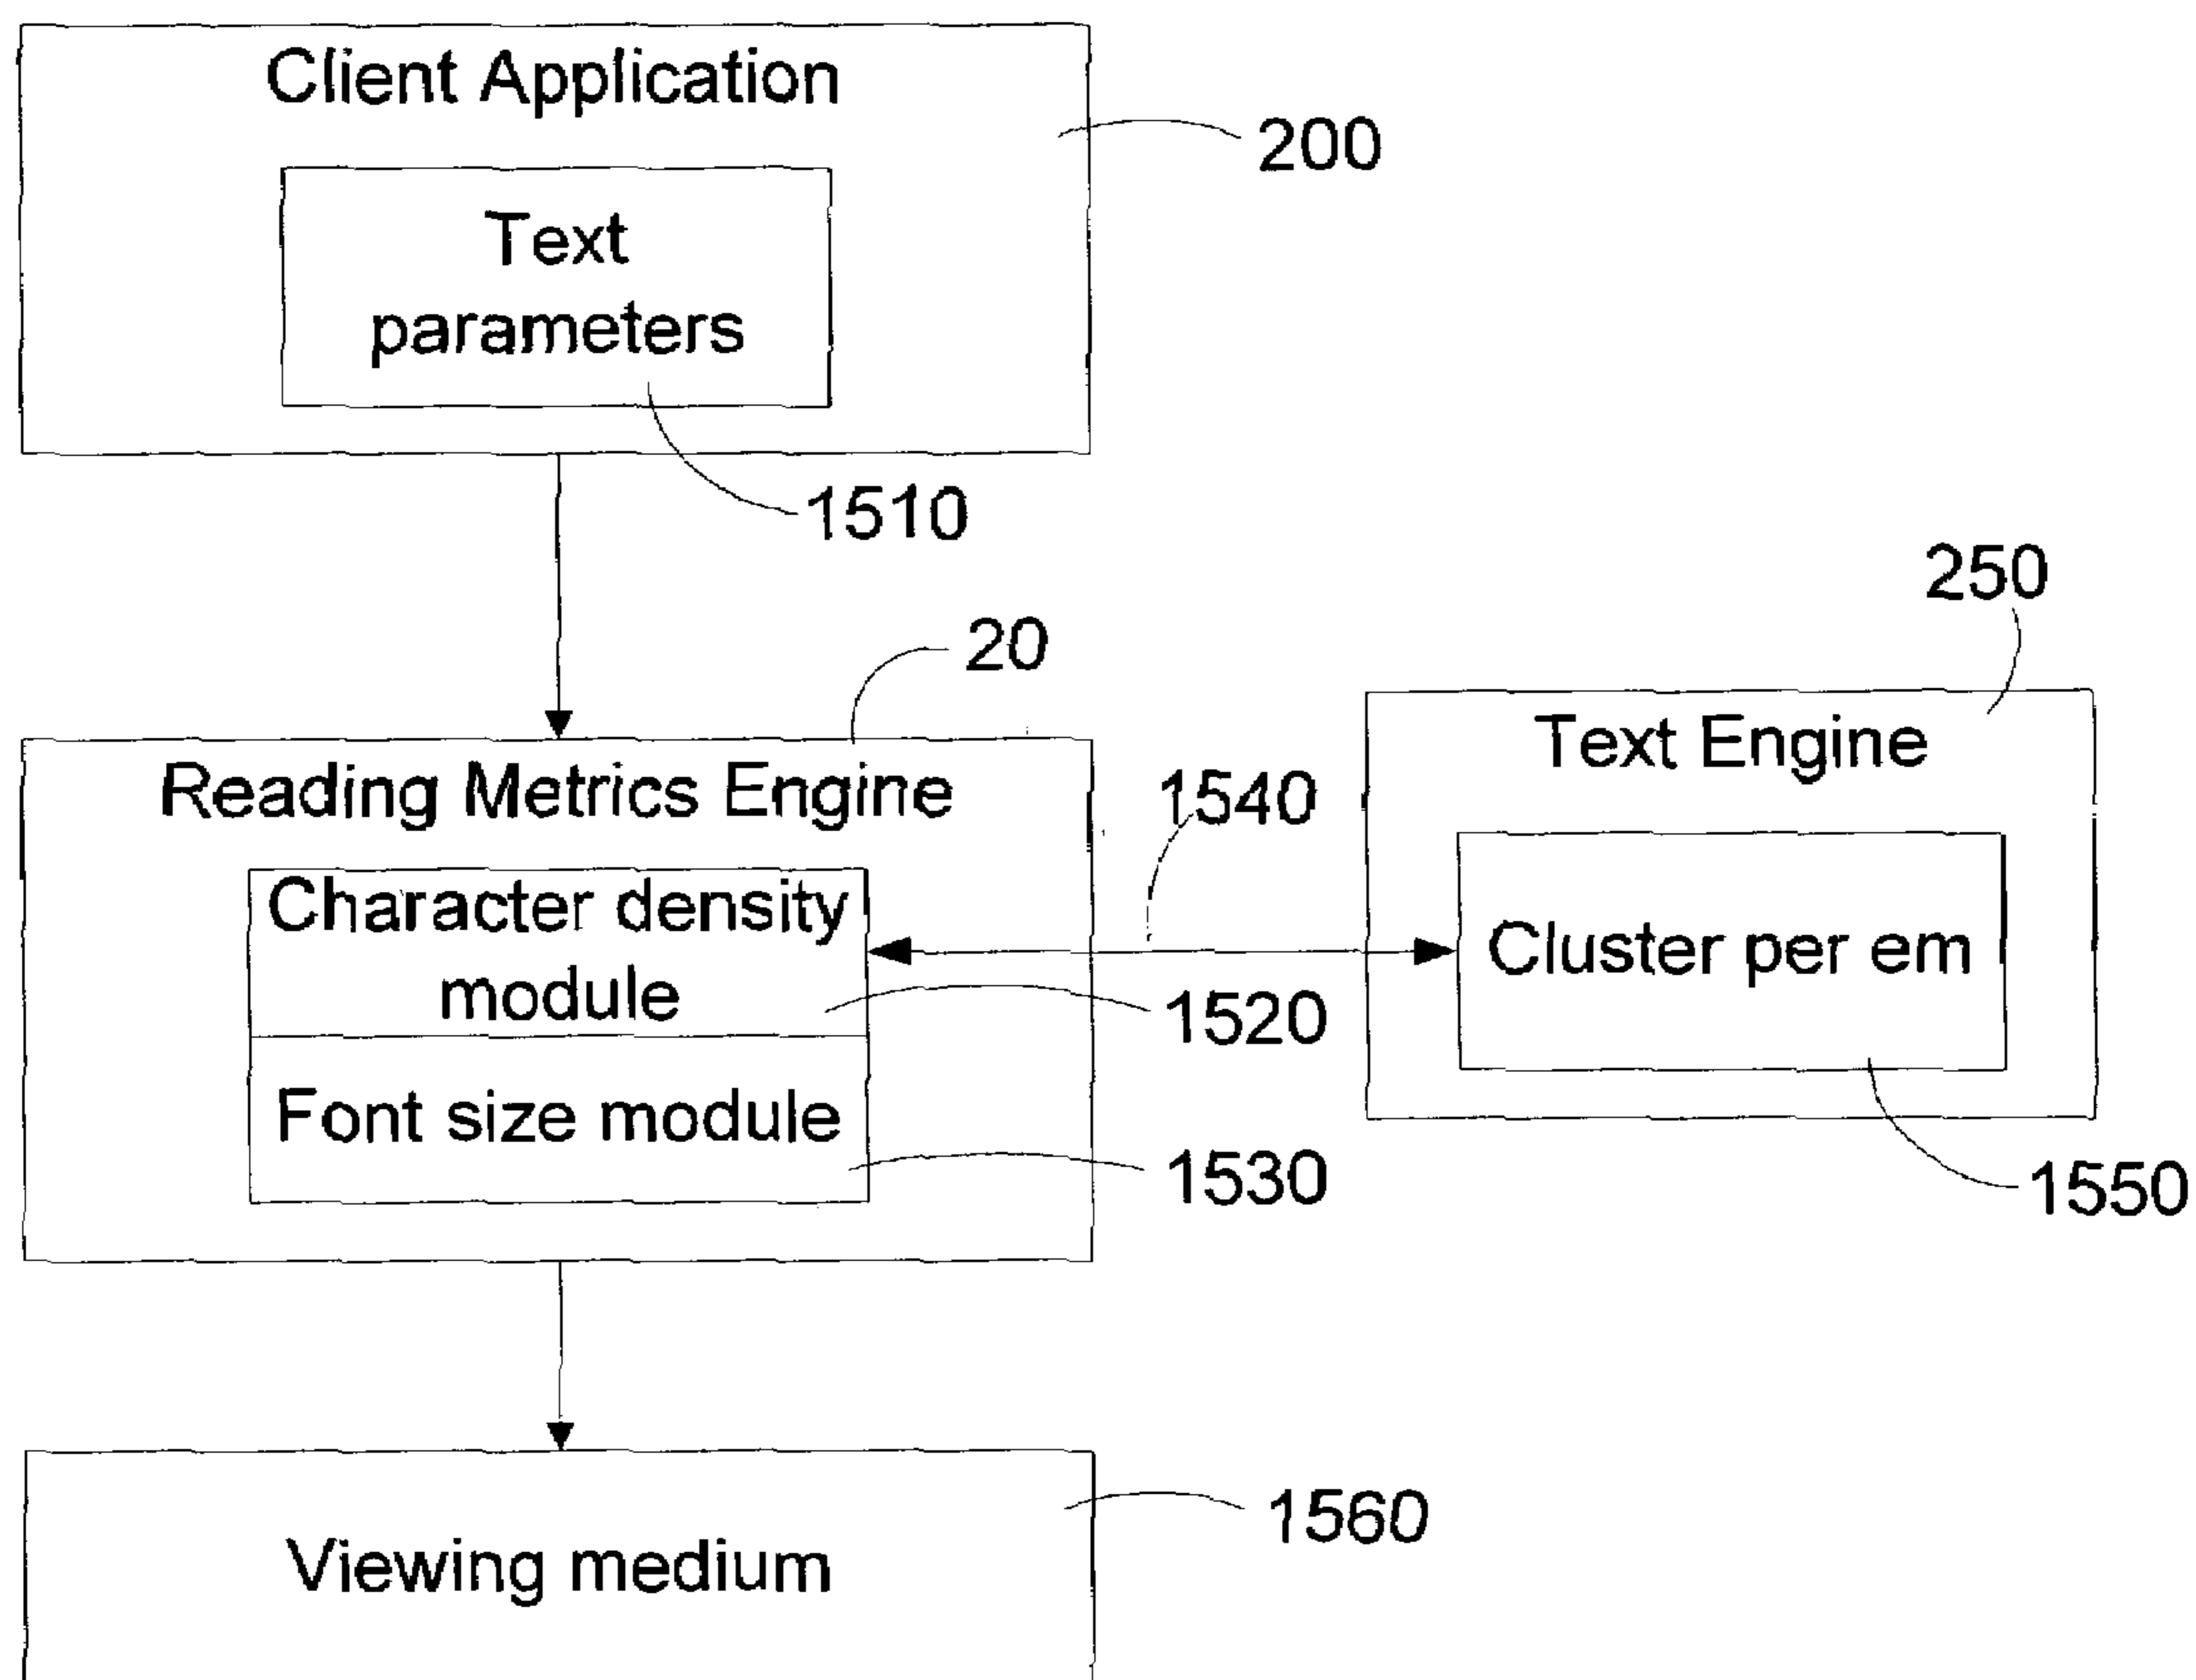 Client Application
200
Text
parameters
1510
20
250
Reading Metrics Engine
Text Engine
1540
Character density
module
Cluster per em
1520
Font size module
1530
1550
Viewing medium
1560